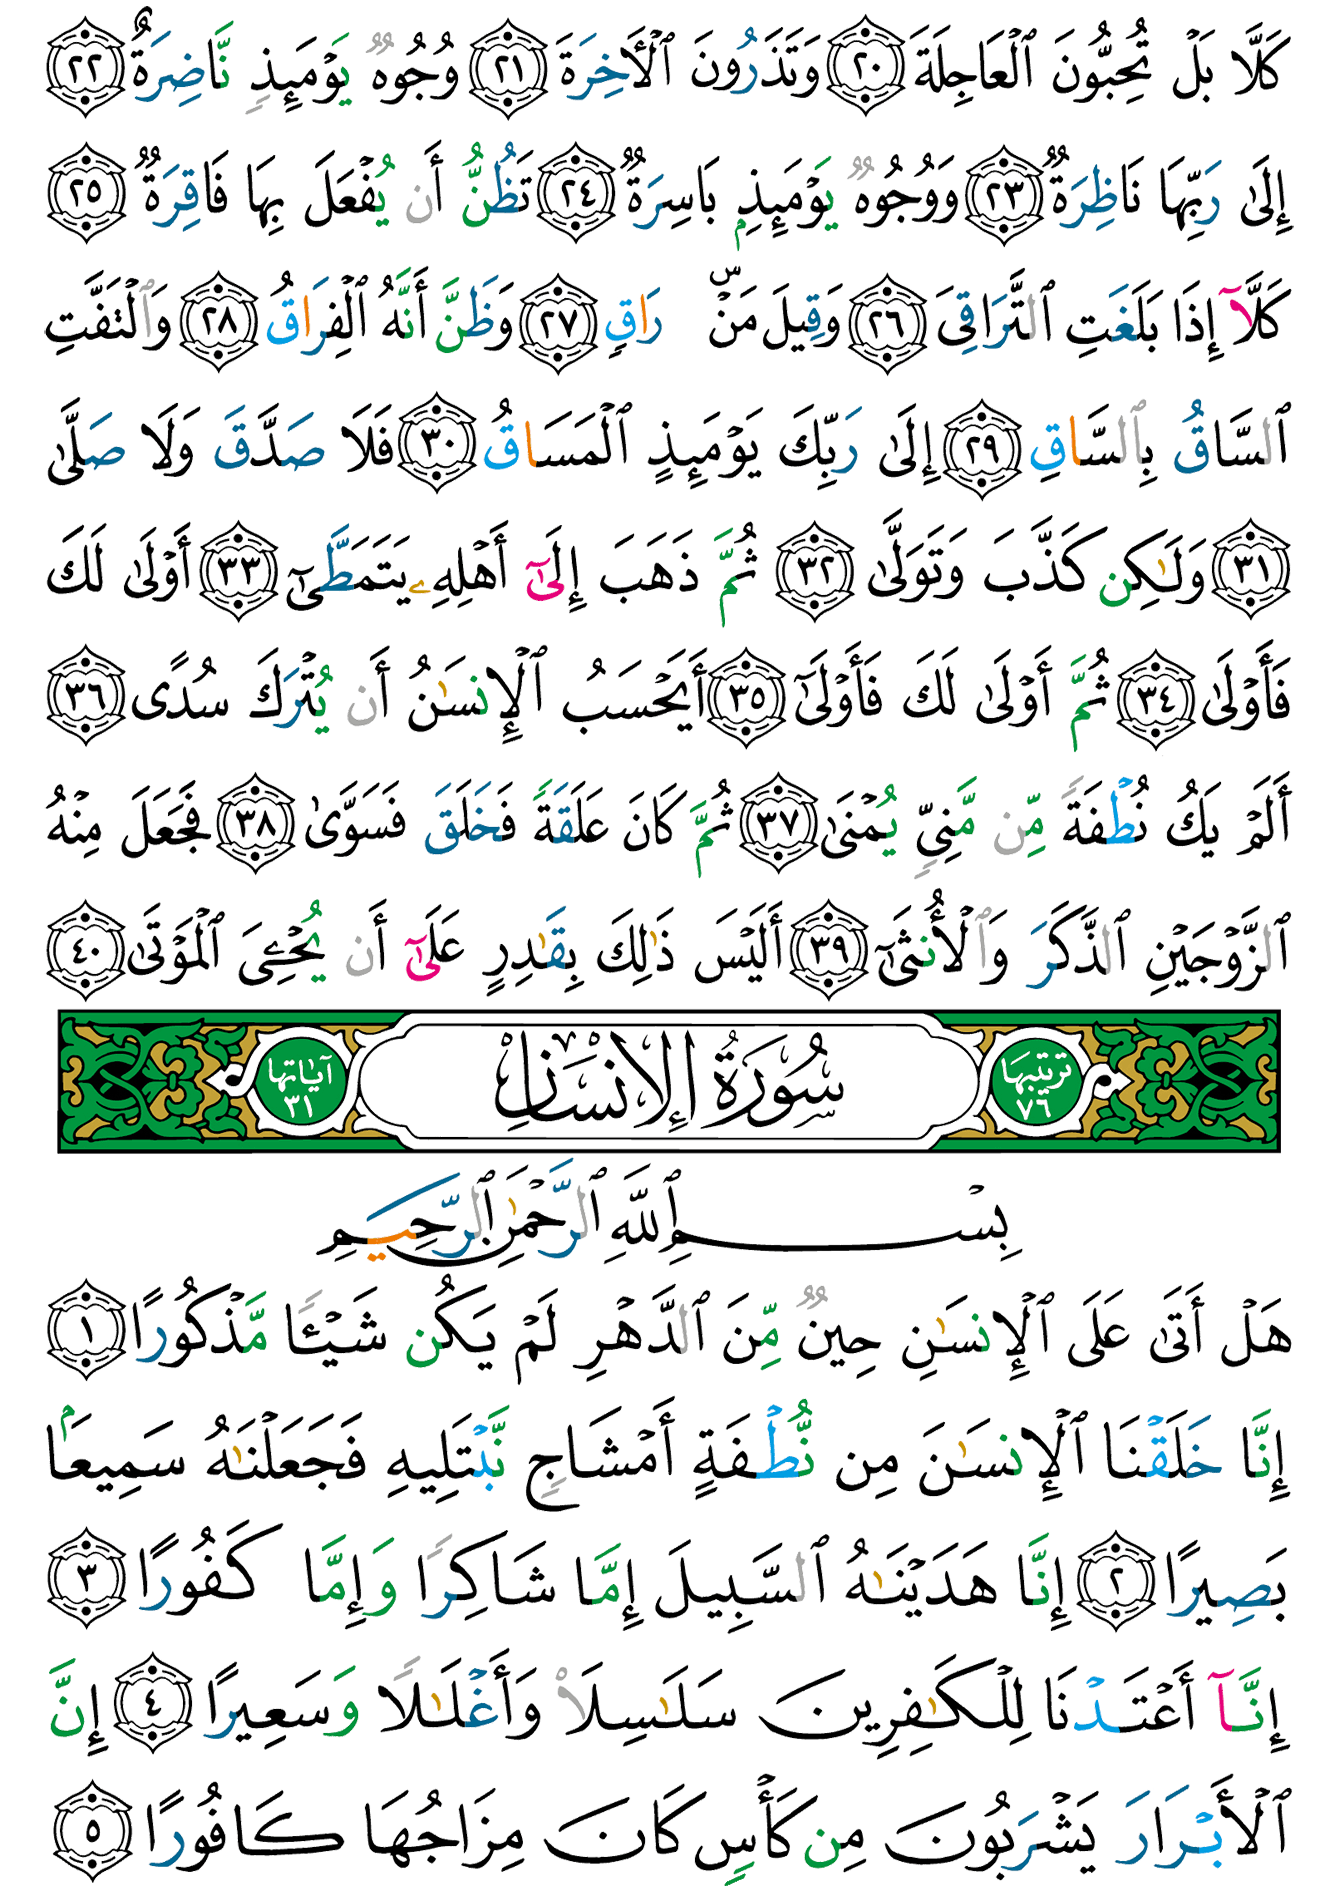 كَلَّا بَلۡ تُحِبُّونَ ٱلۡعَاجِلَةَ ٢٠ وَتَذَرُونَ ٱلۡأٓخِرَةَ ٢١ وُجُوهٞ يَوۡمَئِذٖ نَّاضِرَةٌ ٢٢
إِلَىٰ رَبِّهَا نَاظِرَةٞ ٢٣ وَوُجُوهٞ يَوۡمَئِذِۭ بَاسِرَةٞ ٢٤ تَظُنُّ أَن يُفۡعَلَ بِهَا فَاقِرَةٞ ٢٥
كَلَّآ إِذَا بَلَغَتِ ٱلتَّرَاقِيَ ٢٦ وَقِيلَ مَنۡۜ رَاقٖ ٢٧ وَظَنَّ أَنَّهُ ٱلۡفِرَاقُ ٢٨ وَٱلۡتَفَّتِ
ٱلسَّاقُ بِٱلسَّاقِ ٢٩ إِلَىٰ رَبِّكَ يَوۡمَئِذٍ ٱلۡمَسَاقُ ٣٠ فَلَا صَدَّقَ وَلَا صَلَّىٰ
٣١ وَلَٰكِن كَذَّبَ وَتَوَلَّىٰ ٣٢ ثُمَّ ذَهَبَ إِلَىٰٓ أَهۡلِهِۦ يَتَمَطَّىٰٓ ٣٣ أَوۡلَىٰ لَكَ
فَأَوۡلَىٰ ٣٤ ثُمَّ أَوۡلَىٰ لَكَ فَأَوۡلَىٰٓ ٣٥ أَيَحۡسَبُ ٱلۡإِنسَٰنُ أَن يُتۡرَكَ سُدًى ٣٦
أَلَمۡ يَكُ نُطۡفَةٗ مِّن مَّنِيّٖ يُمۡنَىٰ ٣٧ ثُمَّ كَانَ عَلَقَةٗ فَخَلَقَ فَسَوَّىٰ ٣٨ فَجَعَلَ مِنۡهُ
ٱلزَّوۡجَيۡنِ ٱلذَّكَرَ وَٱلۡأُنثَىٰٓ ٣٩ أَلَيۡسَ ذَٰلِكَ بِقَٰدِرٍ عَلَىٰٓ أَن يُحۡـِۧيَ ٱلۡمَوۡتَىٰ ٤٠
ترتيبها ٧٦ سُورَةُ الإِنْسَانِ آياتها ٣١
بِسۡمِ ٱللَّهِ ٱلرَّحۡمَٰنِ ٱلرَّحِيمِ
هَلۡ أَتَىٰ عَلَى ٱلۡإِنسَٰنِ حِينٞ مِّنَ ٱلدَّهۡرِ لَمۡ يَكُن شَيۡـٔٗا مَّذۡكُورًا ١
إِنَّا خَلَقۡنَا ٱلۡإِنسَٰنَ مِن نُّطۡفَةٍ أَمۡشَاجٖ نَّبۡتَلِيهِ فَجَعَلۡنَٰهُ سَمِيعَۢا
بَصِيرًا ٢ إِنَّا هَدَيۡنَٰهُ ٱلسَّبِيلَ إِمَّا شَاكِرٗا وَإِمَّا كَفُورًا ٣
إِنَّآ أَعۡتَدۡنَا لِلۡكَٰفِرِينَ سَلَٰسِلَاْ وَأَغۡلَٰلٗا وَسَعِيرًا ٤ إِنَّ
ٱلۡأَبۡرَارَ يَشۡرَبُونَ مِن كَأۡسٖ كَانَ مِزَاجُهَا كَافُورًا ٥